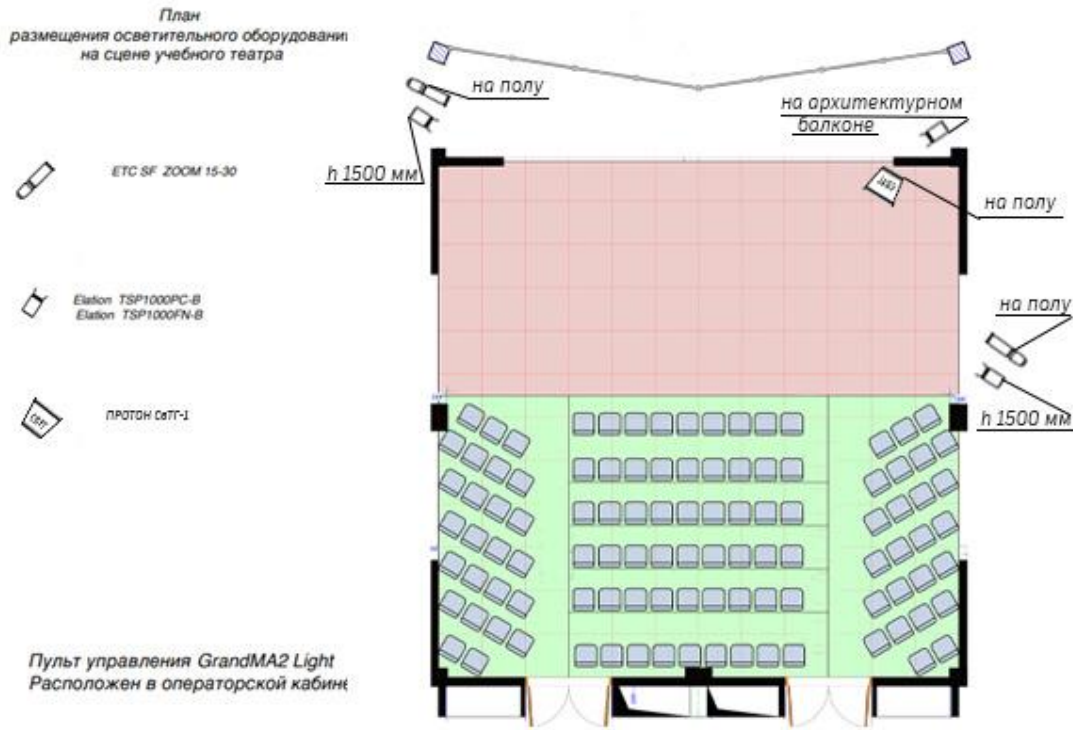 План
размещения осветительного оборудовани
на сцене учебного театра
на полу
на архитектурном
балконе
ETC SF ZOOM 15-30
h 1500 мм
на полу
Elation TSP1000PC-B
Elation TSP1000FN-B
на полу
СВТГ
ПРОТОН СвТГ-1
h 1500 мм
Пульт управления GrandMA2 Light
Расположен в операторской кабине